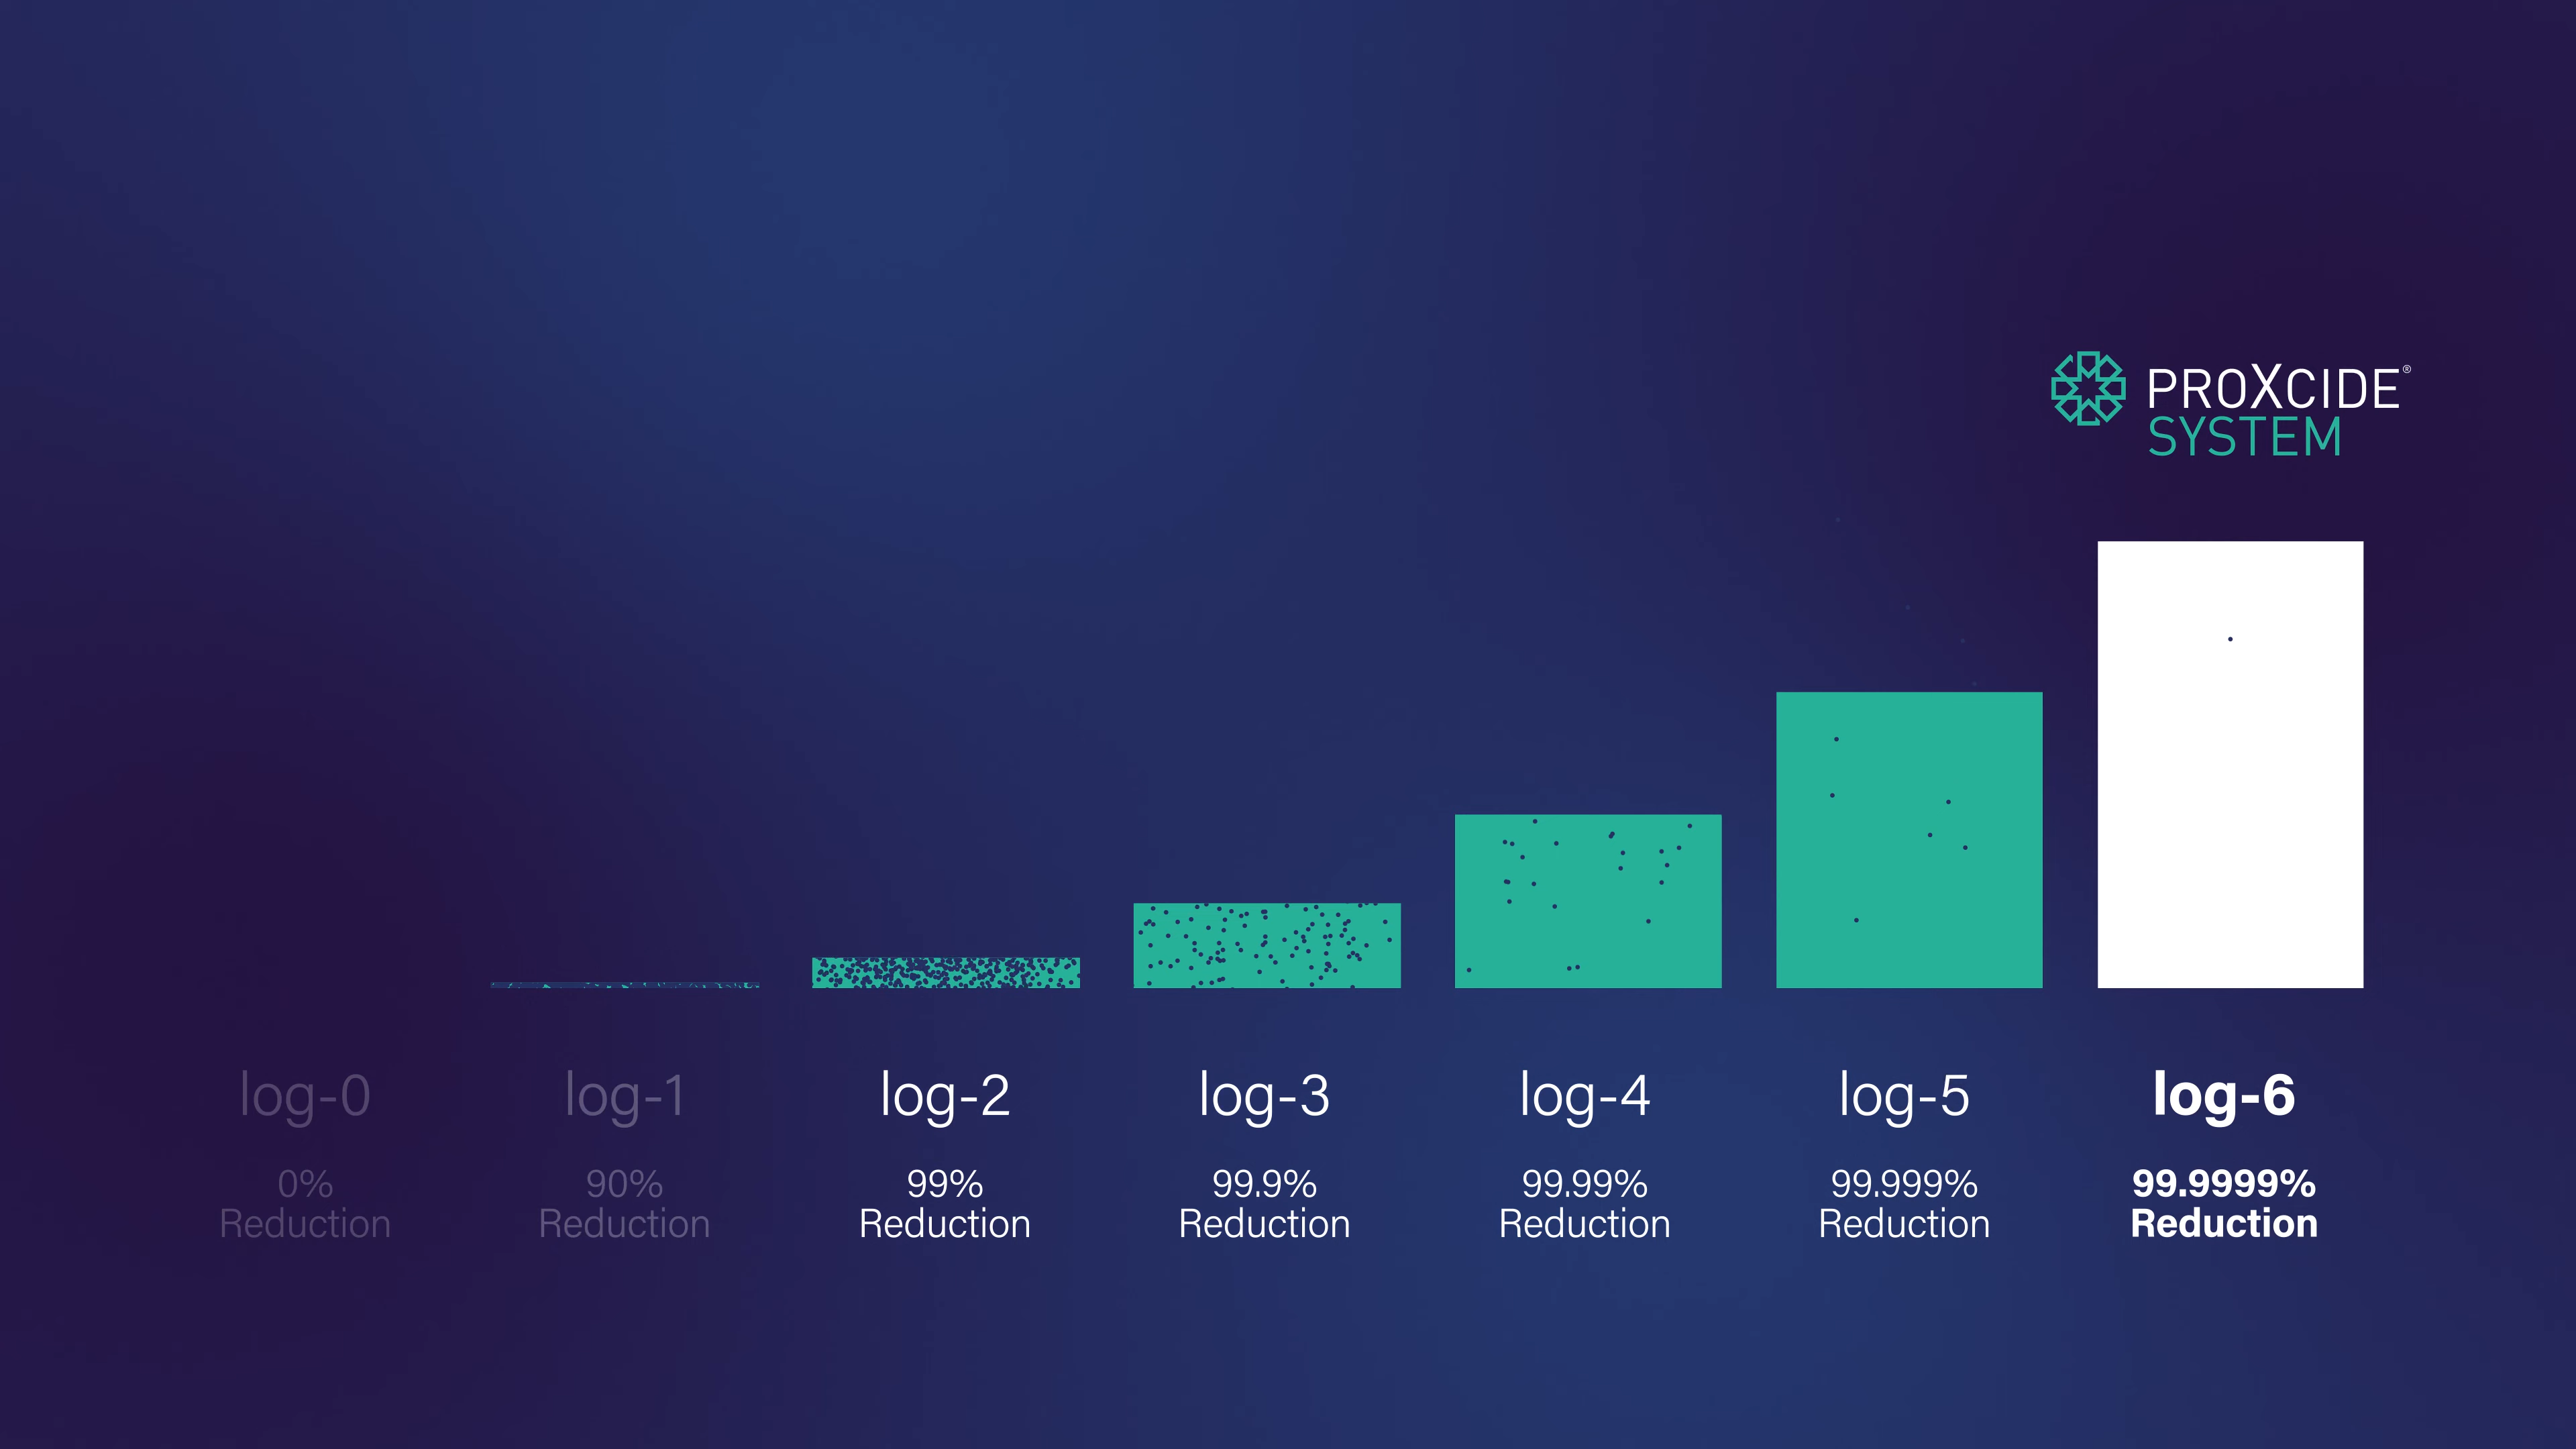 PROXCIDE®
SYSTEM
log-0
log-1
log-2
log-3
log-4
log-5
log-6
0%
Reduction
90%
Reduction
99%
Reduction
99.9%
Reduction
99.99%
Reduction
99.999%
Reduction
99.9999%
Reduction